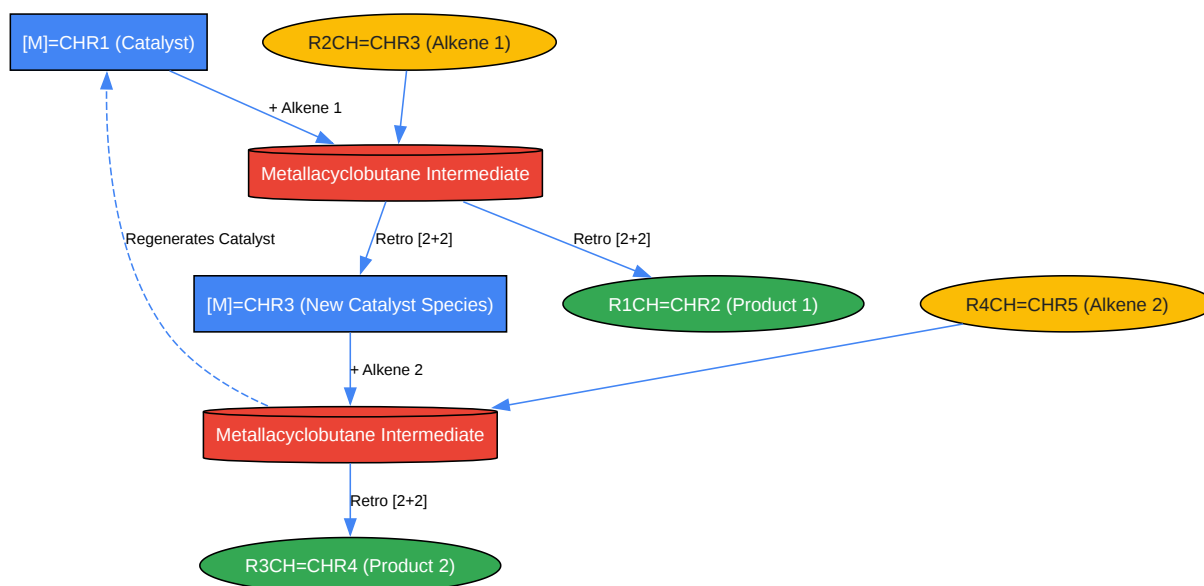 [M]=CHR1 (Catalyst)
R2CH=CHR3 (Alkene 1)
+ Alkene 1
Metallacyclobutane Intermediate
Regenerates Catalyst
Retro [2+2]
Retro [2+2]
[M]=CHR3 (New Catalyst Species)
R1CH=CHR2 (Product 1)
R4CH=CHR5 (Alkene 2)
+ Alkene 2
Metallacyclobutane Intermediate
Retro [2+2]
R3CH=CHR4 (Product 2)